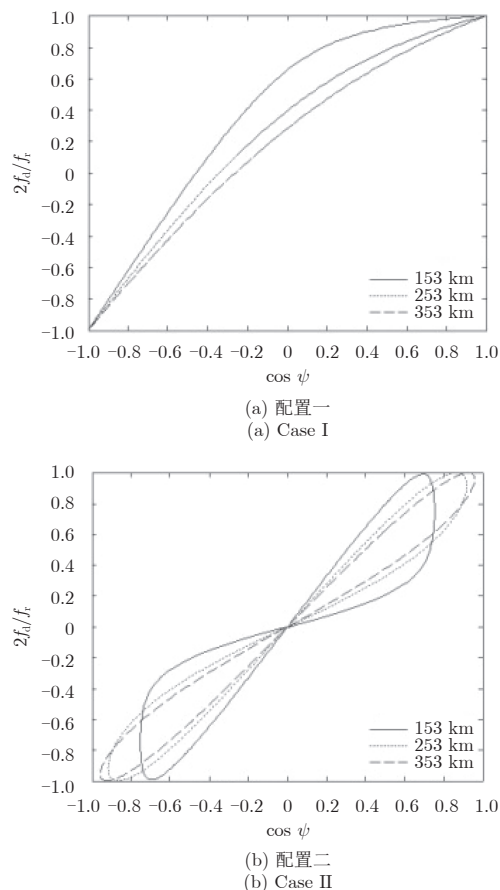 1.0
0.8
0.6
0.4
0.2
0
−0.2
−0.4
−0.6
−0.8
−1.0
2f_d/f_r
153 km
253 km
353 km
−1.0 −0.8 −0.6 −0.4 −0.2 0 0.2 0.4 0.6 0.8 1.0
cos ψ
(a) 配置一
(a) Case I
1.0
0.8
0.6
0.4
0.2
0
−0.2
−0.4
−0.6
−0.8
−1.0
2f_d/f_r
153 km
253 km
353 km
−1.0 −0.8 −0.6 −0.4 −0.2 0 0.2 0.4 0.6 0.8 1.0
cos ψ
(b) 配置二
(b) Case II